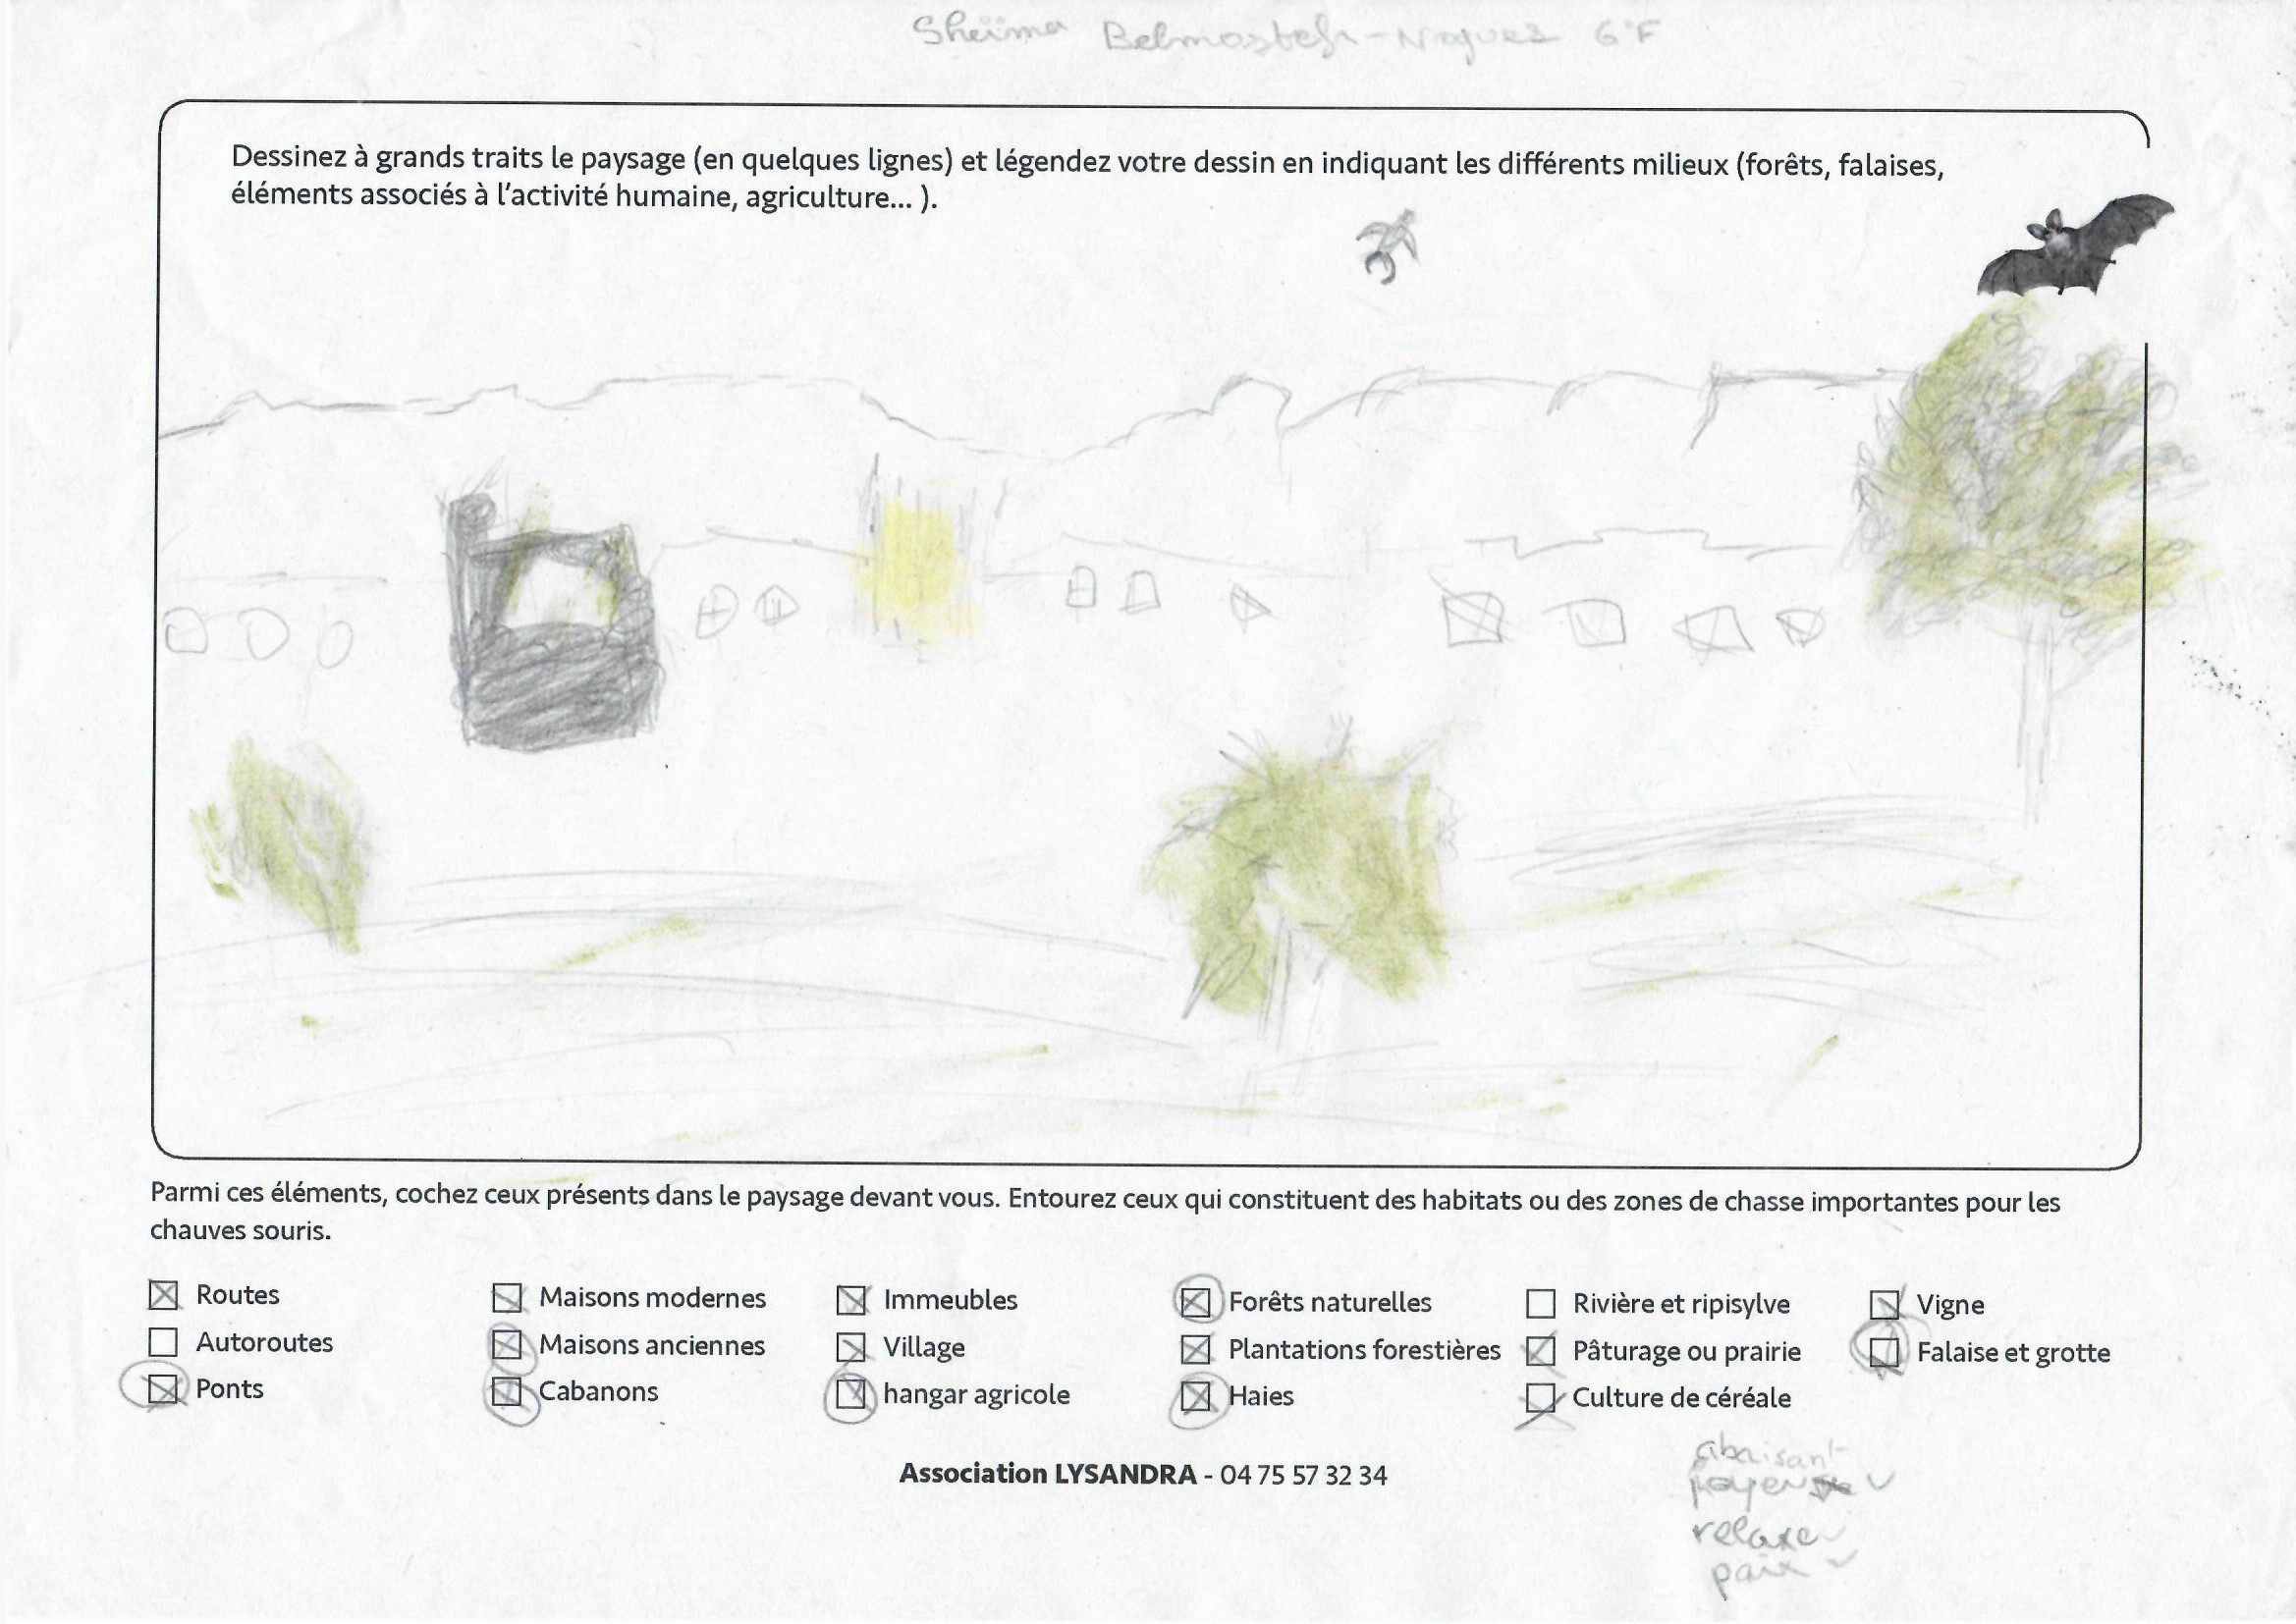 Sheïma Belmostefa-Noguez 6°F
Dessinez à grands traits le paysage (en quelques lignes) et légendez votre dessin en indiquant les différents milieux (forêts, falaises,
éléments associés à l'activité humaine, agriculture... ).
Parmi ces éléments, cochez ceux présents dans le paysage devant vous. Entourez ceux qui constituent des habitats ou des zones de chasse importantes pour les
chauves souris.
Routes
Autoroutes
Ponts
Maisons modernes
Maisons anciennes
Cabanons
Immeubles
Village
hangar agricole
Forêts naturelles
Plantations forestières
Haies
Rivière et ripisylve
Pâturage ou prairie
Culture de céréale
Vigne
Falaise et grotte
Association LYSANDRA - 04 75 57 32 34
relaxe
paix